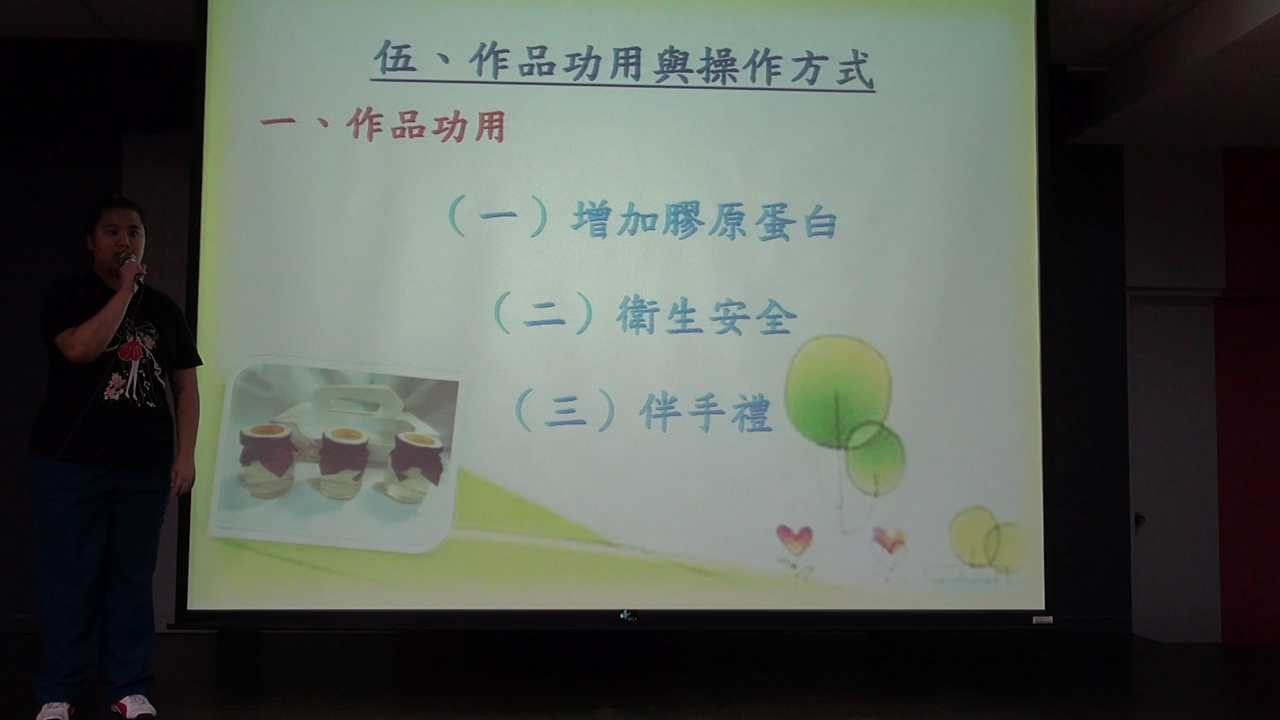 伍、作品功用與操作方式
一、作品功用
（一）增加膠原蛋白
（二）衛生安全
（三）伴手禮